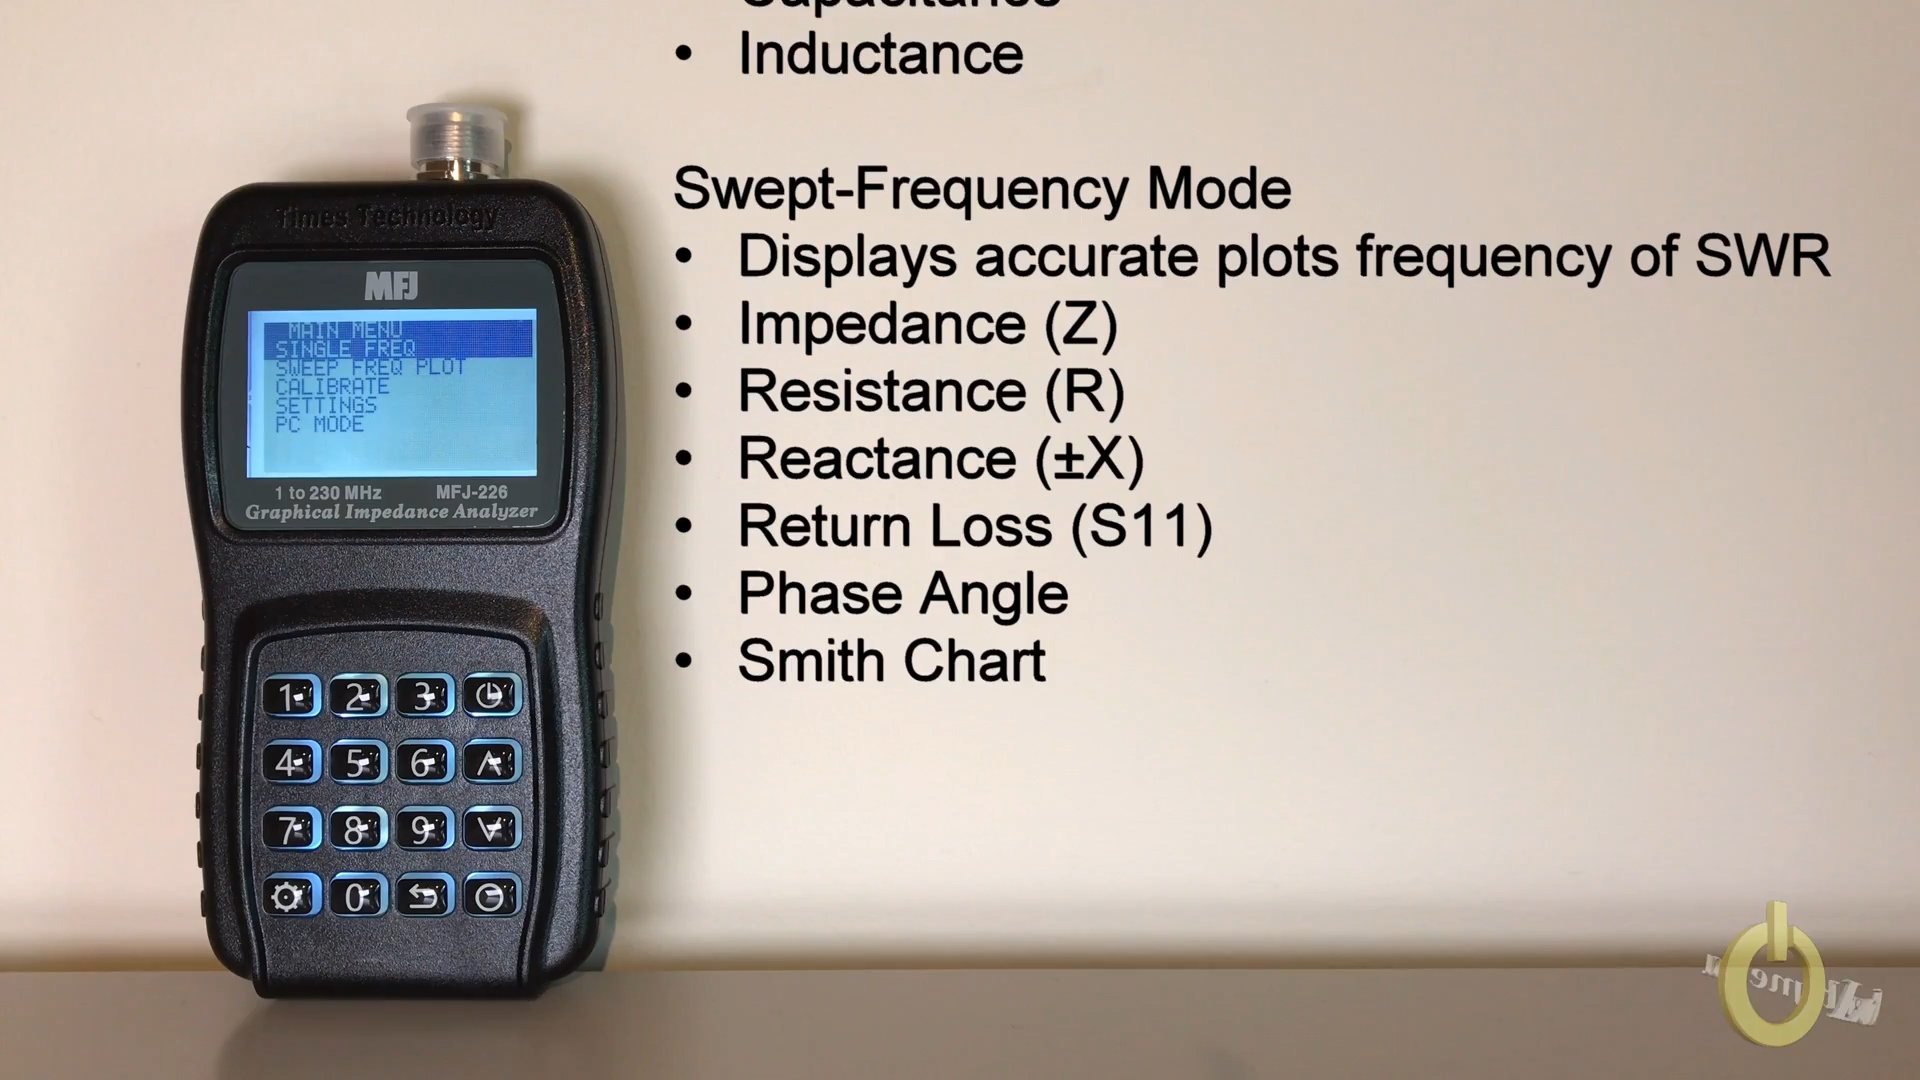 Capacitance
• Inductance
Swept-Frequency Mode
• Displays accurate plots frequency of SWR
• Impedance (Z)
• Resistance (R)
• Reactance (±X)
• Return Loss (S11)
• Phase Angle
• Smith Chart
Times Technology
MFJ
MAIN MENU
SINGLE FREQ
SWEEP FREQ PLOT
CALIBRATE
SETTINGS
PC MODE
1 to 230 MHz MFJ-226
Graphical Impedance Analyzer
1 2 3
4 5 6
7 8 9
0